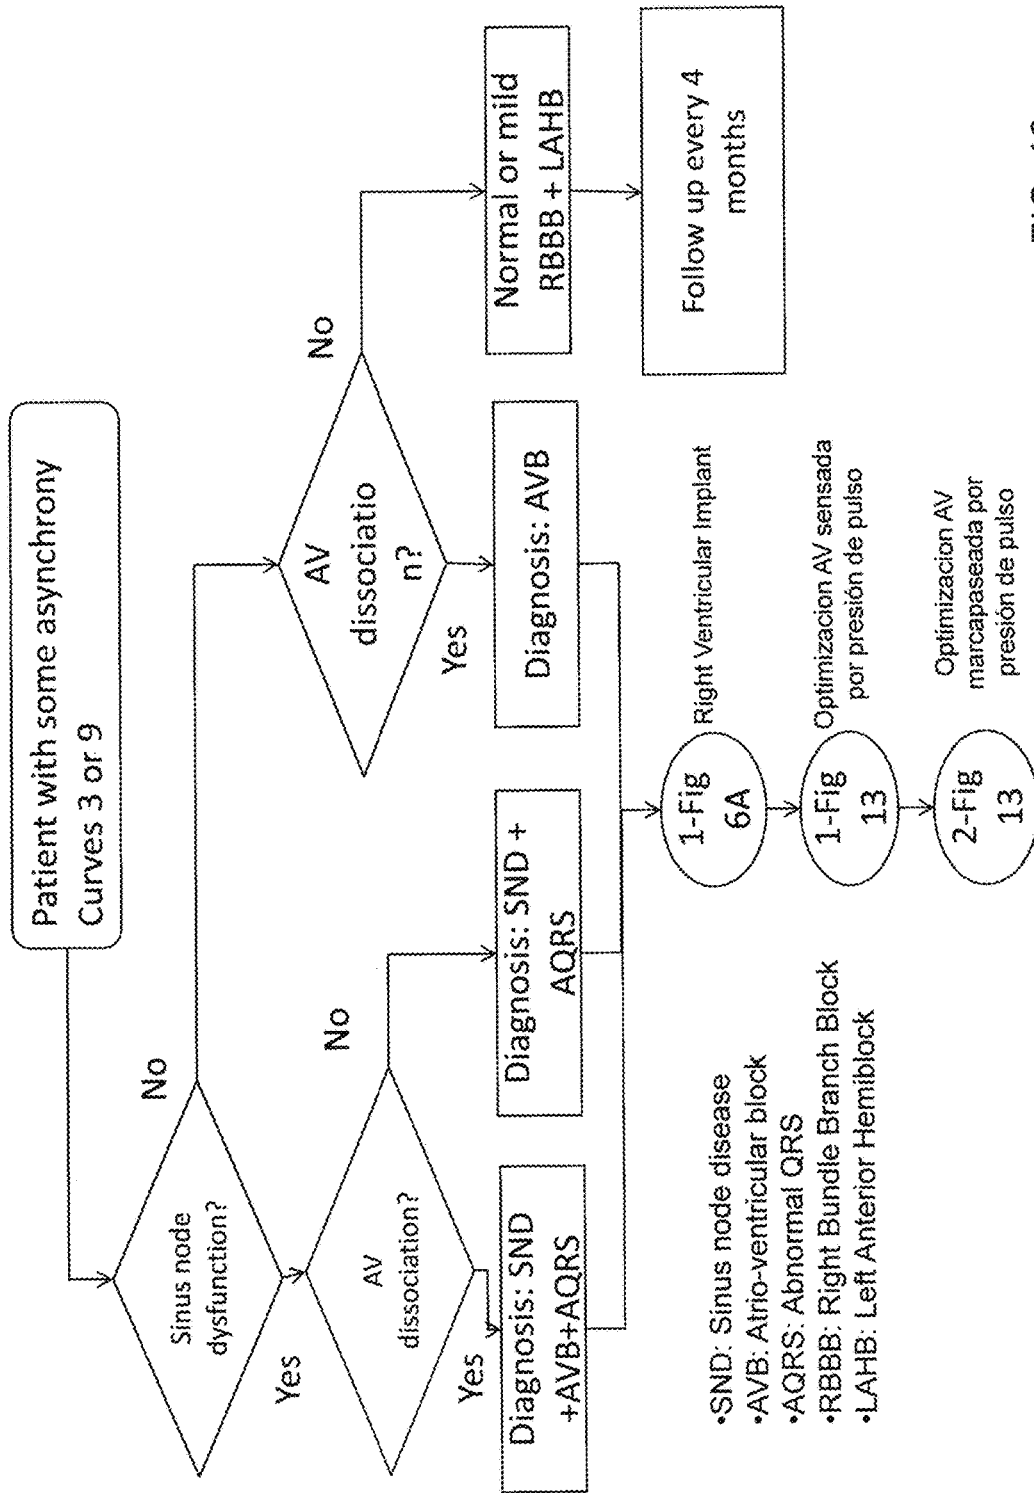 Patient with some asynchrony
Curves 3 or 9
Sinus node
dysfunction?
No
Yes
AV
dissociation?
No
Yes
AV
dissociatio
n?
No
Yes
Diagnosis: SND
+AVB+AQRS
Diagnosis: SND +
AQRS
Diagnosis: AVB
Normal or mild
RBBB + LAHB
Follow up every 4
months
1-Fig
6A
Right Ventricular Implant
1-Fig
13
Optimizacion AV sensada
por presión de pulso
2-Fig
13
Optimizacion AV
marcapaseada por
presión de pulso
•SND: Sinus node disease
•AVB: Atrio-ventricular block
•AQRS: Abnormal QRS
•RBBB: Right Bundle Branch Block
•LAHB: Left Anterior Hemiblock